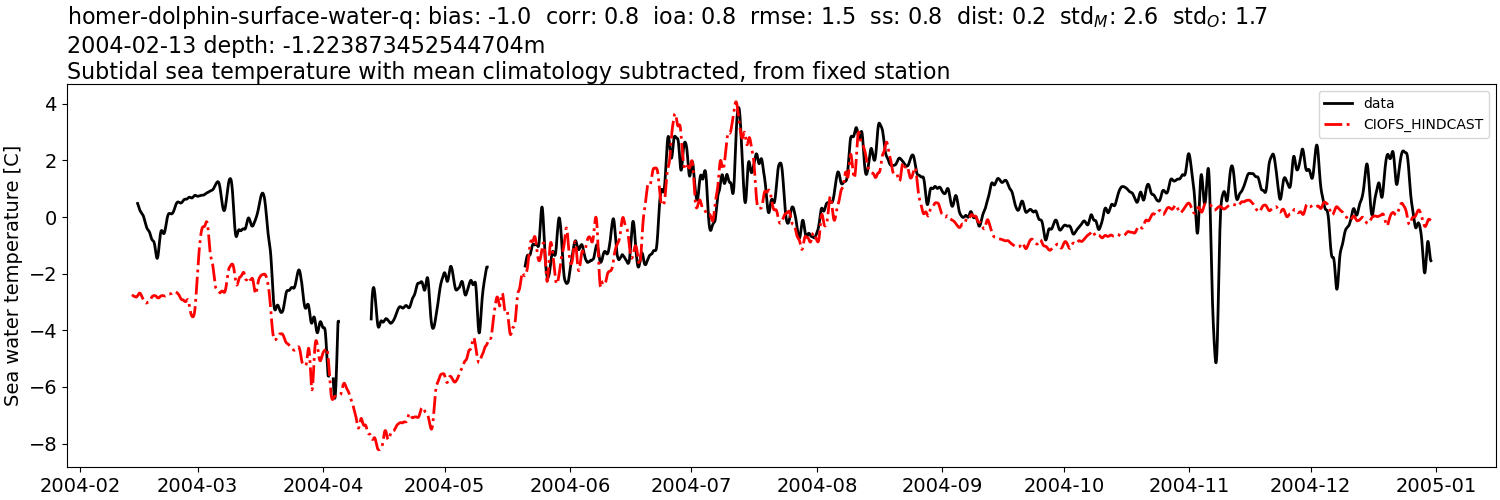 homer-dolphin-surface-water-q: bias: -1.0  corr: 0.8  ioa: 0.8  rmse: 1.5  ss: 0.8  dist: 0.2  std_M: 2.6  std_O: 1.7
2004-02-13 depth: -1.223873452544704m
Subtidal sea temperature with mean climatology subtracted, from fixed station
data
CIOFS_HINDCAST
Sea water temperature [C]
4
2
0
−2
−4
−6
−8
2004-02 2004-03 2004-04 2004-05 2004-06 2004-07 2004-08 2004-09 2004-10 2004-11 2004-12 2005-01